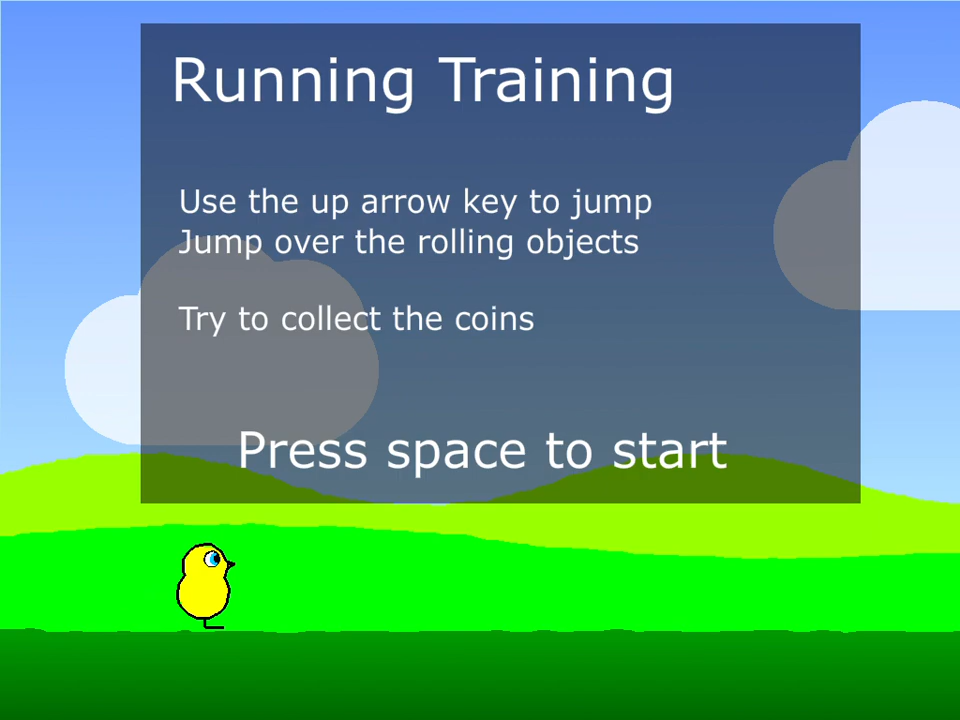 Running Training
Use the up arrow key to jump
Jump over the rolling objects
Try to collect the coins
Press space to start